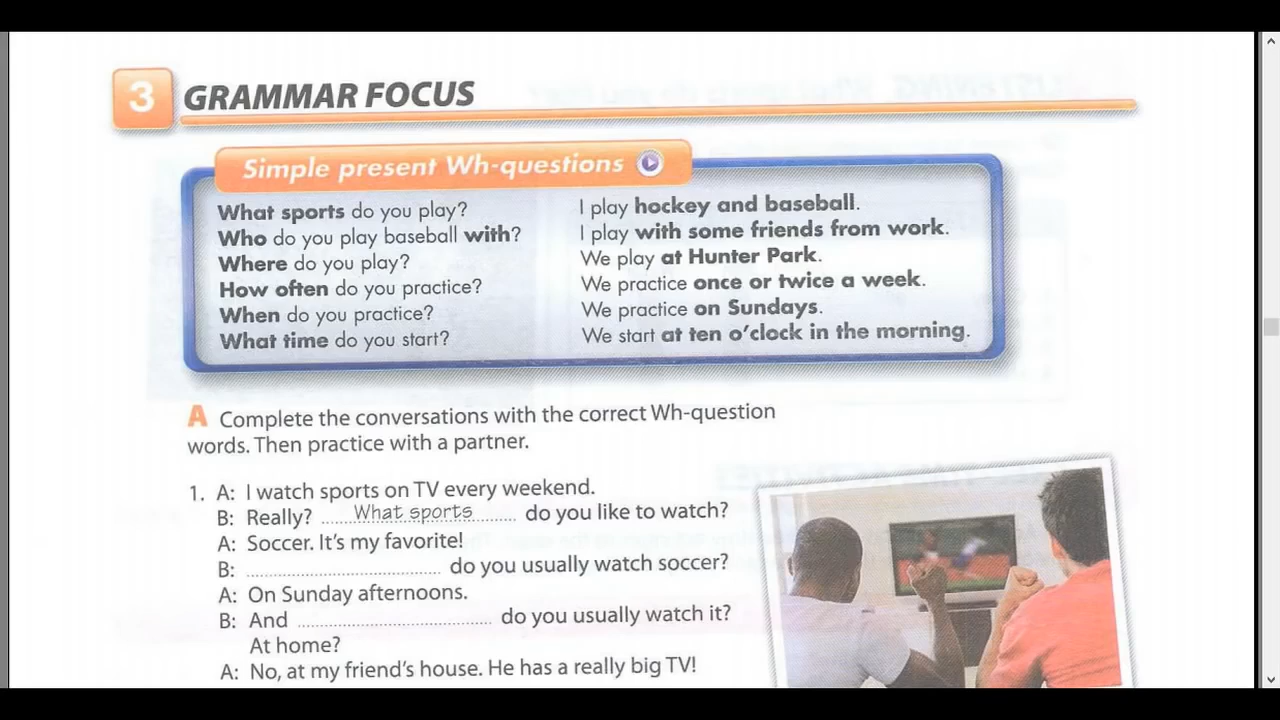 3 GRAMMAR FOCUS
Simple present Wh-questions
What sports do you play? I play hockey and baseball.
Who do you play baseball with? I play with some friends from work.
Where do you play? We play at Hunter Park.
How often do you practice? We practice once or twice a week.
When do you practice? We practice on Sundays.
What time do you start? We start at ten o'clock in the morning.
A Complete the conversations with the correct Wh-question
words. Then practice with a partner.
1. A: I watch sports on TV every weekend.
B: Really? What sports do you like to watch?
A: Soccer. It's my favorite!
B: ................................ do you usually watch soccer?
A: On Sunday afternoons.
B: And ................................ do you usually watch it?
At home?
A: No, at my friend's house. He has a really big TV!